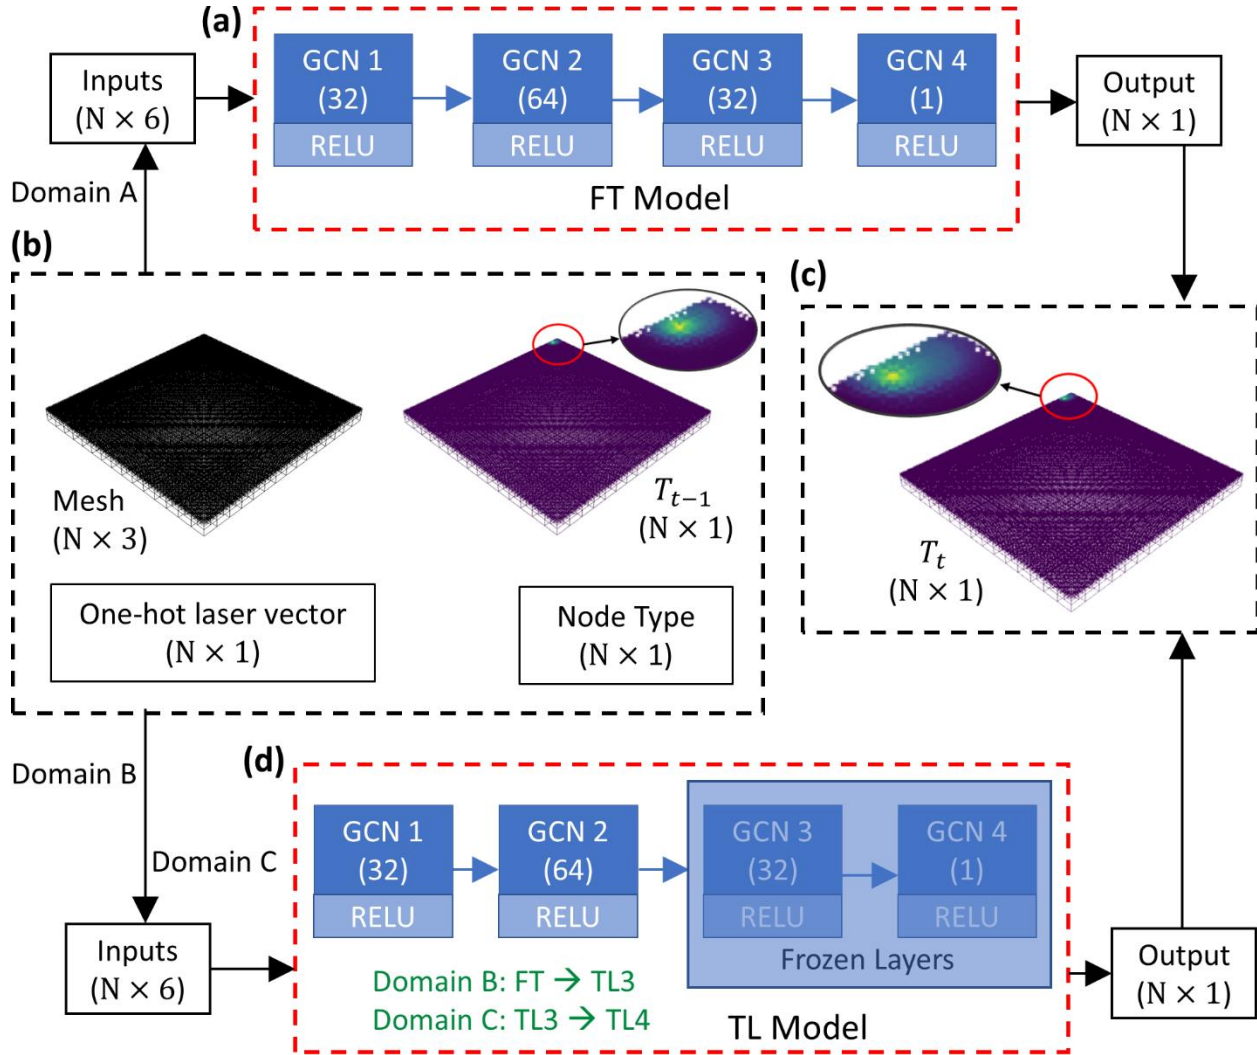 (a)
Inputs
(N × 6)
GCN 1
(32)
RELU
GCN 2
(64)
RELU
GCN 3
(32)
RELU
GCN 4
(1)
RELU
FT Model
Output
(N × 1)
Domain A
(b)
Mesh
(N × 3)
T_{t−1}
(N × 1)
One-hot laser vector
(N × 1)
Node Type
(N × 1)
(c)
T_t
(N × 1)
Domain B
Domain C
Inputs
(N × 6)
(d)
GCN 1
(32)
RELU
GCN 2
(64)
RELU
GCN 3
(32)
RELU
GCN 4
(1)
RELU
Frozen Layers
Domain B: FT → TL3
Domain C: TL3 → TL4
TL Model
Output
(N × 1)